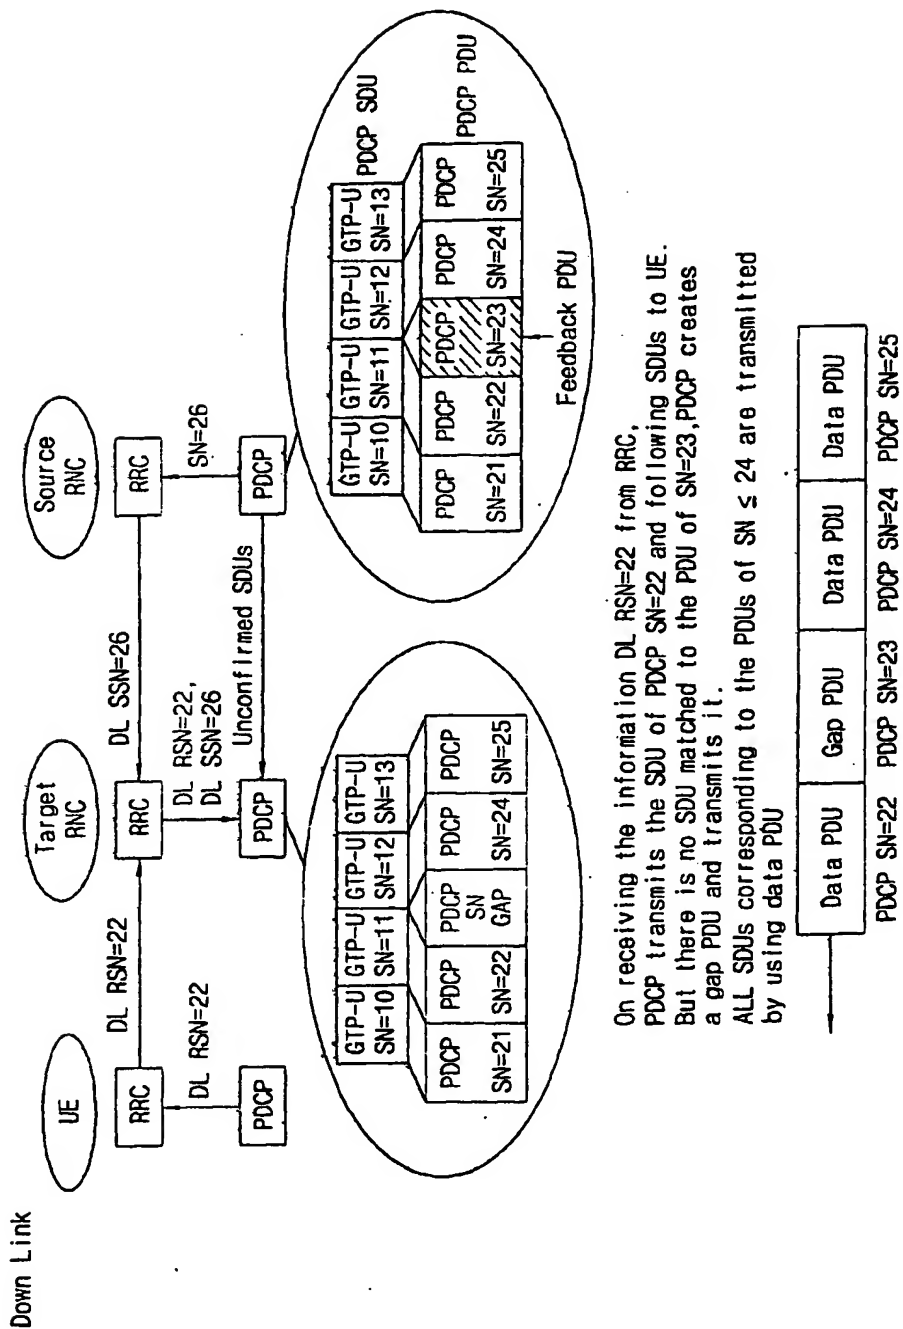 Down Link
UE
Target
RNC
Source
RNC
RRC
DL RSN=22
RRC
DL SSN=26
RRC
DL RSN=22
DL RSN=22,
DL SSN=26
SN=26
PDCP
PDCP
Unconfirmed SDUs
PDCP
GTP-U
SN=10
GTP-U
SN=11
GTP-U
SN=12
GTP-U
SN=13
PDCP
SN=21
PDCP
SN=22
PDCP
SN
GAP
PDCP
SN=24
PDCP
SN=25
GTP-U
SN=10
GTP-U
SN=11
GTP-U
SN=12
GTP-U
SN=13
PDCP SDU
PDCP
SN=21
PDCP
SN=22
PDCP
SN=23
PDCP
SN=24
PDCP
SN=25
PDCP PDU
Feedback PDU
On receiving the information DL RSN=22 from RRC,
PDCP transmits the SDU of PDCP SN=22 and following SDUs to UE.
But there is no SDU matched to the PDU of SN=23,PDCP creates
a gap PDU and transmits it.
ALL SDUs corresponding to the PDUs of SN ≤ 24 are transmitted
by using data PDU
Data PDU
Gap PDU
Data PDU
Data PDU
PDCP SN=22
PDCP SN=23
PDCP SN=24
PDCP SN=25